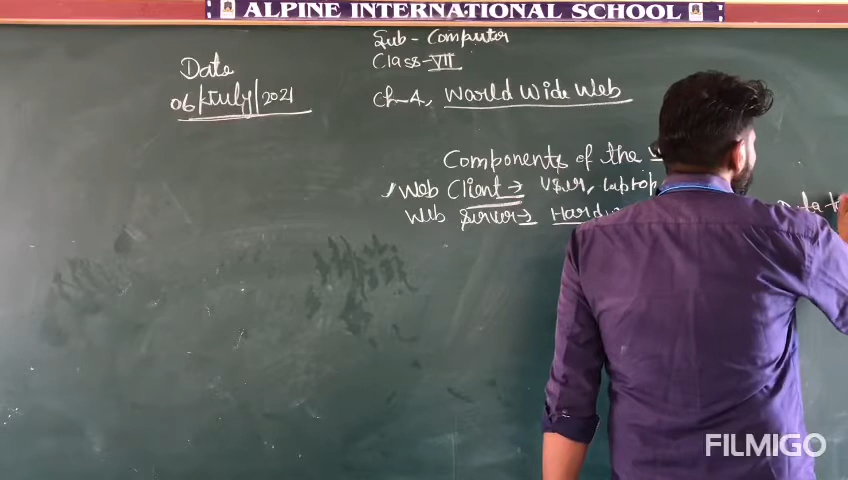 ALPINE INTERNATIONAL SCHOOL
Sub - Computer
Class - VII
Date
06/July/2021
Ch-4, World Wide Web
Components of the
Web Client → User, Laptop
Web Server →
FILMIGO